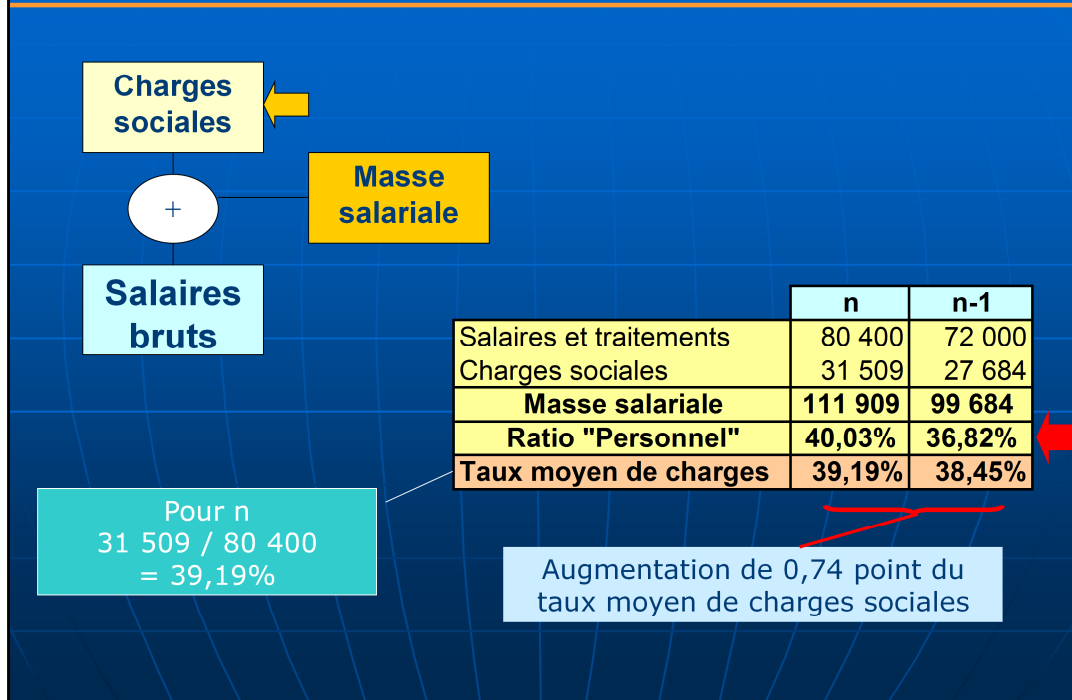 Charges
sociales
+
Masse
salariale
Salaires
bruts
n n-1
Salaires et traitements 80 400 72 000
Charges sociales 31 509 27 684
Masse salariale 111 909 99 684
Ratio "Personnel" 40,03% 36,82%
Taux moyen de charges 39,19% 38,45%
Pour n
31 509 / 80 400
= 39,19%
Augmentation de 0,74 point du
taux moyen de charges sociales